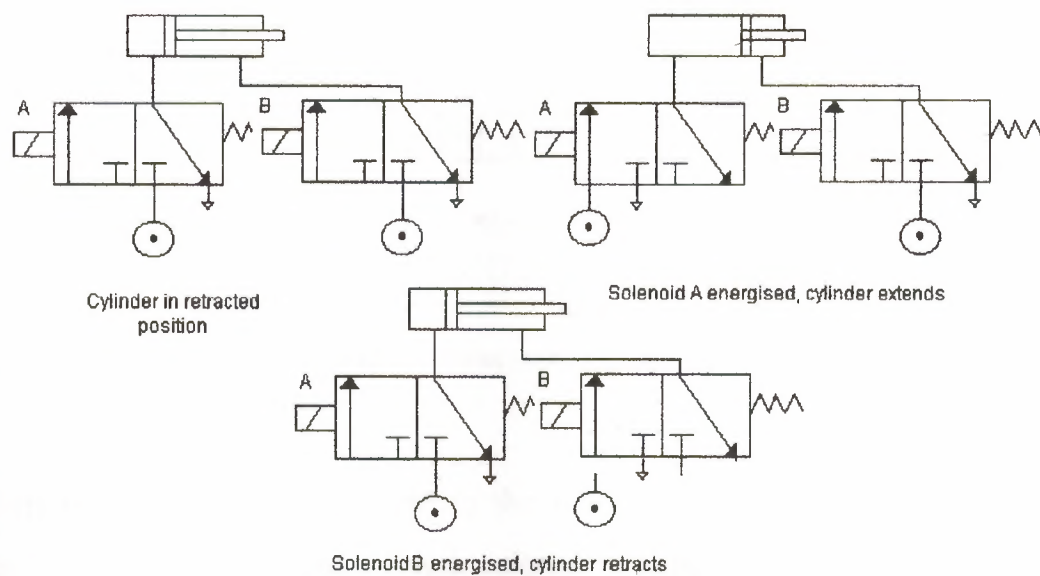 A
B
A
B
Cylinder in retracted
position
Solenoid A energised, cylinder extends
A
B
Solenoid B energised, cylinder retracts